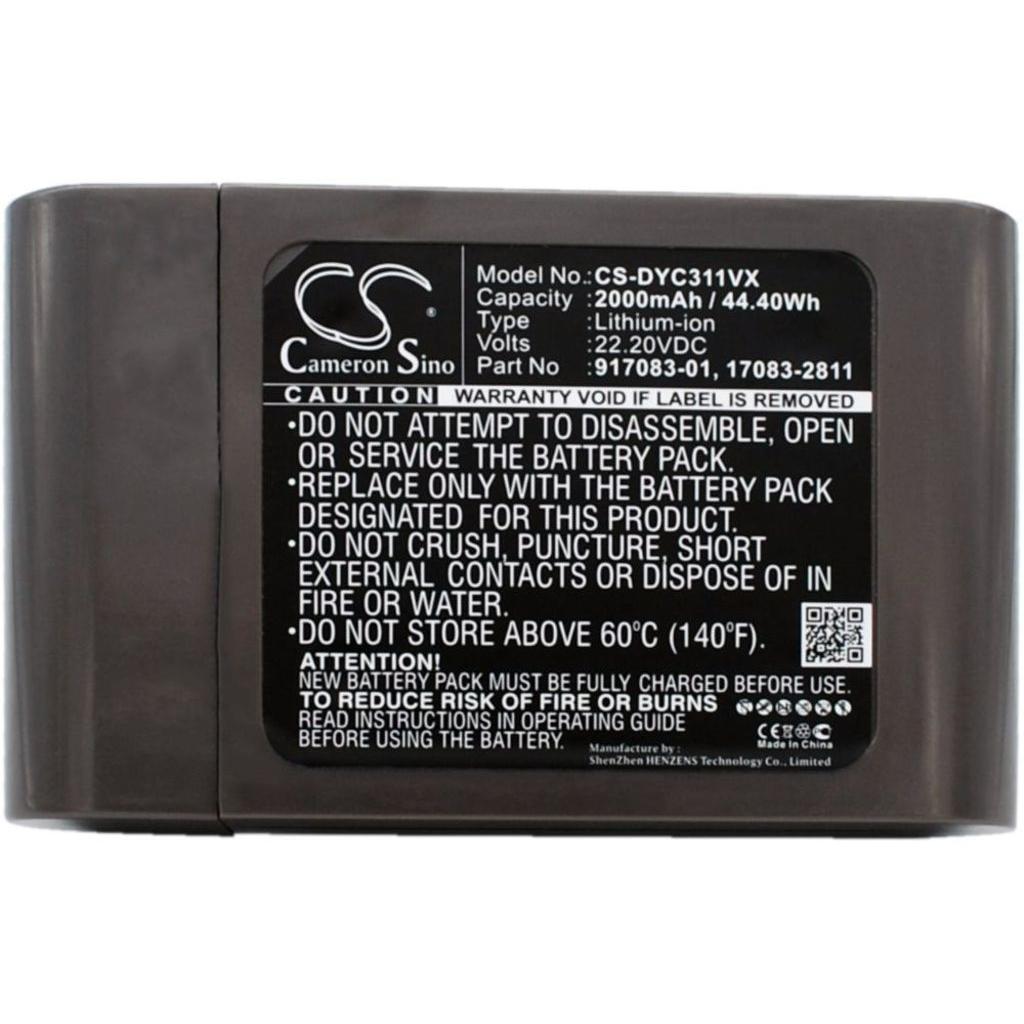 CS®
Cameron Sino
Model No.: CS-DYC311VX
Capacity : 2000mAh / 44.40Wh
Type : Lithium-ion
Volts : 22.20VDC
Part No : 917083-01, 17083-2811
CAUTION WARRANTY VOID IF LABEL IS REMOVED
•DO NOT ATTEMPT TO DISASSEMBLE, OPEN
OR SERVICE THE BATTERY PACK.
•REPLACE ONLY WITH THE BATTERY PACK
DESIGNATED FOR THIS PRODUCT.
•DO NOT CRUSH, PUNCTURE, SHORT
EXTERNAL CONTACTS OR DISPOSE OF IN
FIRE OR WATER.
•DO NOT STORE ABOVE 60°C (140°F).
ATTENTION!
NEW BATTERY PACK MUST BE FULLY CHARGED BEFORE USE.
TO REDUCE RISK OF FIRE OR BURNS
READ INSTRUCTIONS IN OPERATING GUIDE
BEFORE USING THE BATTERY.
CE
Made In China
Manufacture by :
ShenZhen HENZENS Technology Co., Limited